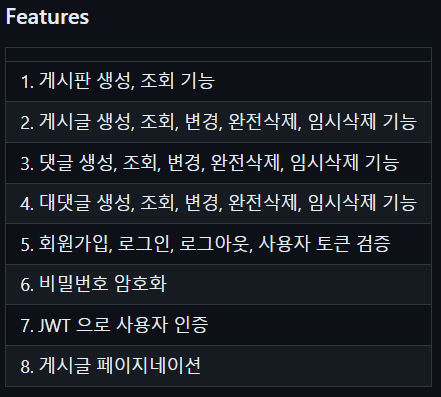 Features
1. 게시판 생성, 조회 기능
2. 게시글 생성, 조회, 변경, 완전삭제, 임시삭제 기능
3. 댓글 생성, 조회, 변경, 완전삭제, 임시삭제 기능
4. 대댓글 생성, 조회, 변경, 완전삭제, 임시삭제 기능
5. 회원가입, 로그인, 로그아웃, 사용자 토큰 검증
6. 비밀번호 암호화
7. JWT 으로 사용자 인증
8. 게시글 페이지네이션